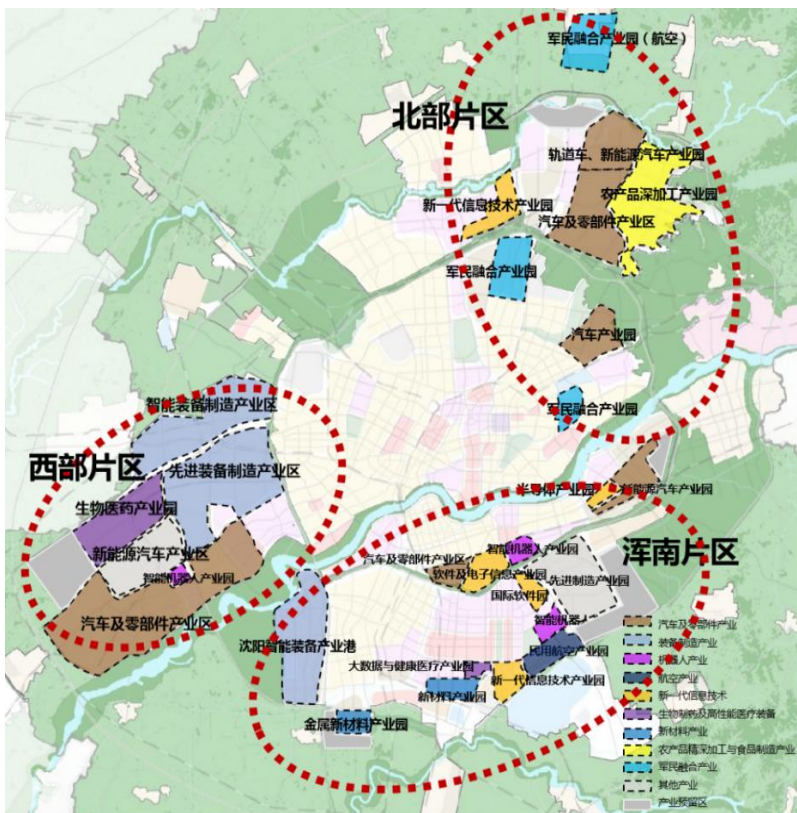 军民融合产业园（航空）
北部片区
轨道车、新能源汽车产业园
农产品深加工产业园
新一代信息技术产业园
汽车及零部件产业区
军民融合产业园
汽车产业园
智能装备制造产业区
军民融合产业园
西部片区
先进装备制造产业区
半导体产业园
新能源汽车产业园
生物医药产业园
新能源汽车产业区
智能机器人产业园
汽车及零部件产业区
智能机器人产业园
浑南片区
软件及电子信息产业园
先进制造产业园
国际软件园
汽车及零部件产业区
智能机器人
沈阳智能装备产业港
民用航空产业园
大数据与健康医疗产业园
新一代信息技术产业园
新材料产业园
金属新材料产业园
汽车及零部件产业
装备制造产业
机器人产业
航空产业
新一代信息技术
生物制药及高性能医疗装备
新材料产业
农产品精深加工与食品制造产业
军民融合产业
其他产业
产业预留区